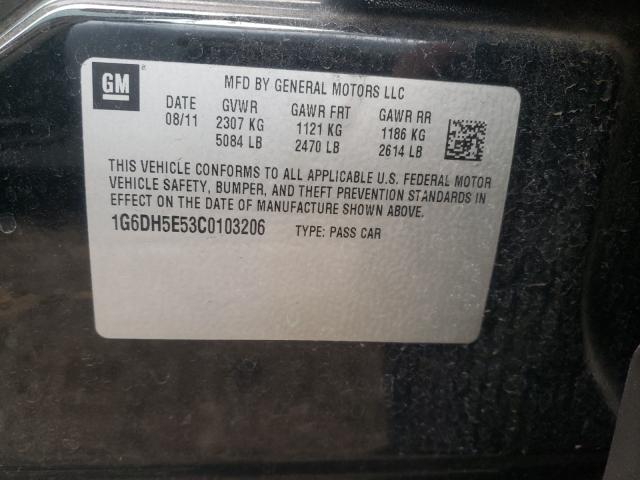 GM
MFD BY GENERAL MOTORS LLC
DATE GVWR GAWR FRT GAWR RR
08/11 2307 KG 1121 KG 1186 KG
5084 LB 2470 LB 2614 LB
THIS VEHICLE CONFORMS TO ALL APPLICABLE U.S. FEDERAL MOTOR
VEHICLE SAFETY, BUMPER, AND THEFT PREVENTION STANDARDS IN
EFFECT ON THE DATE OF MANUFACTURE SHOWN ABOVE.
1G6DH5E53C0103206 TYPE: PASS CAR